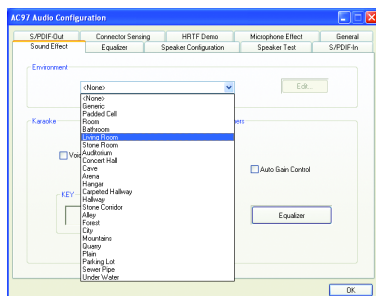 AC97 Audio Configuration
S/PDIF-Out Connector Sensing HRTF Demo Microphone Effect General
Sound Effect Equalizer Speaker Configuration Speaker Test S/PDIF-In
Environment
<None> Edit...
<None>
Generic
Padded Cell
Room
Bathroom
Living Room
Stone Room
Auditorium
Concert Hall
Cave
Arena
Hangar
Carpeted Hallway
Hallway
Stone Corridor
Alley
Forest
City
Mountains
Quarry
Plain
Parking Lot
Sewer Pipe
Under Water
Karaoke
Auto Gain Control
KEY
Equalizer
OK